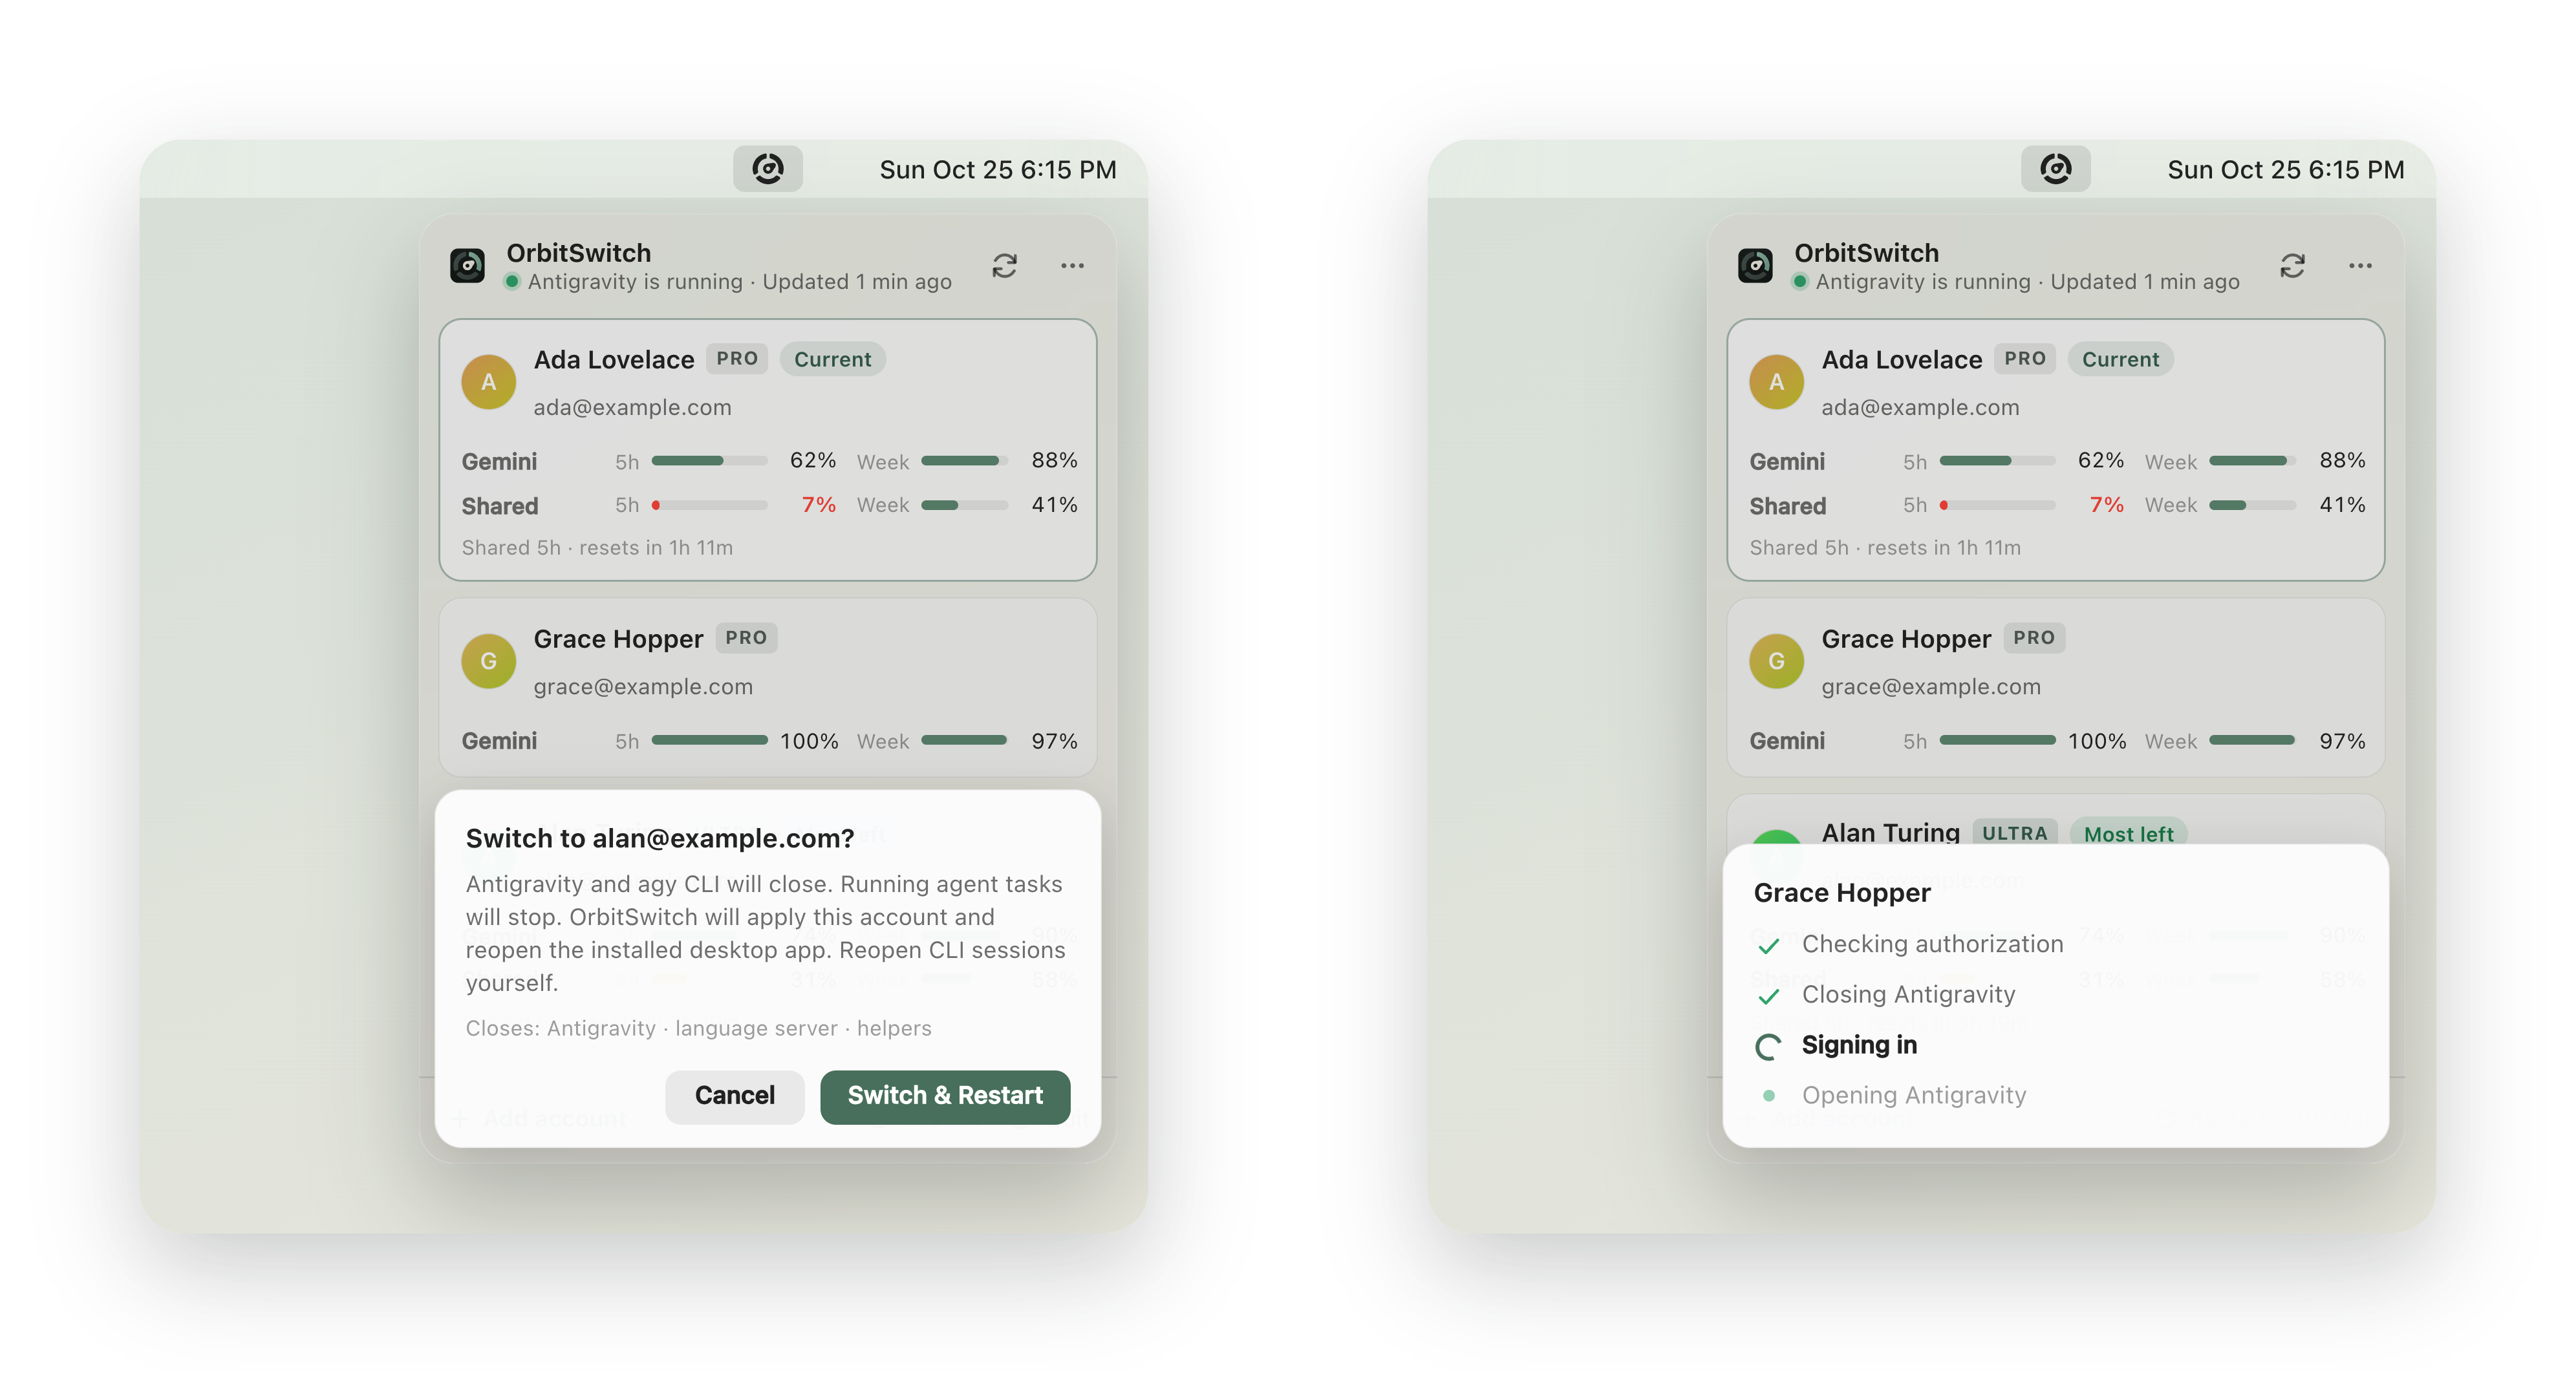 Sun Oct 25 6:15 PM
OrbitSwitch
Antigravity is running · Updated 1 min ago
A
Ada Lovelace PRO Current
ada@example.com
Gemini 5h 62% Week 88%
Shared 5h 7% Week 41%
Shared 5h · resets in 1h 11m
G
Grace Hopper PRO
grace@example.com
Gemini 5h 100% Week 97%
Switch to alan@example.com?
Antigravity and agy CLI will close. Running agent tasks
will stop. OrbitSwitch will apply this account and
reopen the installed desktop app. Reopen CLI sessions
yourself.
Closes: Antigravity · language server · helpers
Cancel Switch & Restart
Add account
Sun Oct 25 6:15 PM
OrbitSwitch
Antigravity is running · Updated 1 min ago
A
Ada Lovelace PRO Current
ada@example.com
Gemini 5h 62% Week 88%
Shared 5h 7% Week 41%
Shared 5h · resets in 1h 11m
G
Grace Hopper PRO
grace@example.com
Gemini 5h 100% Week 97%
Alan Turing ULTRA Most left
Grace Hopper
Checking authorization
Closing Antigravity
Signing in
Opening Antigravity